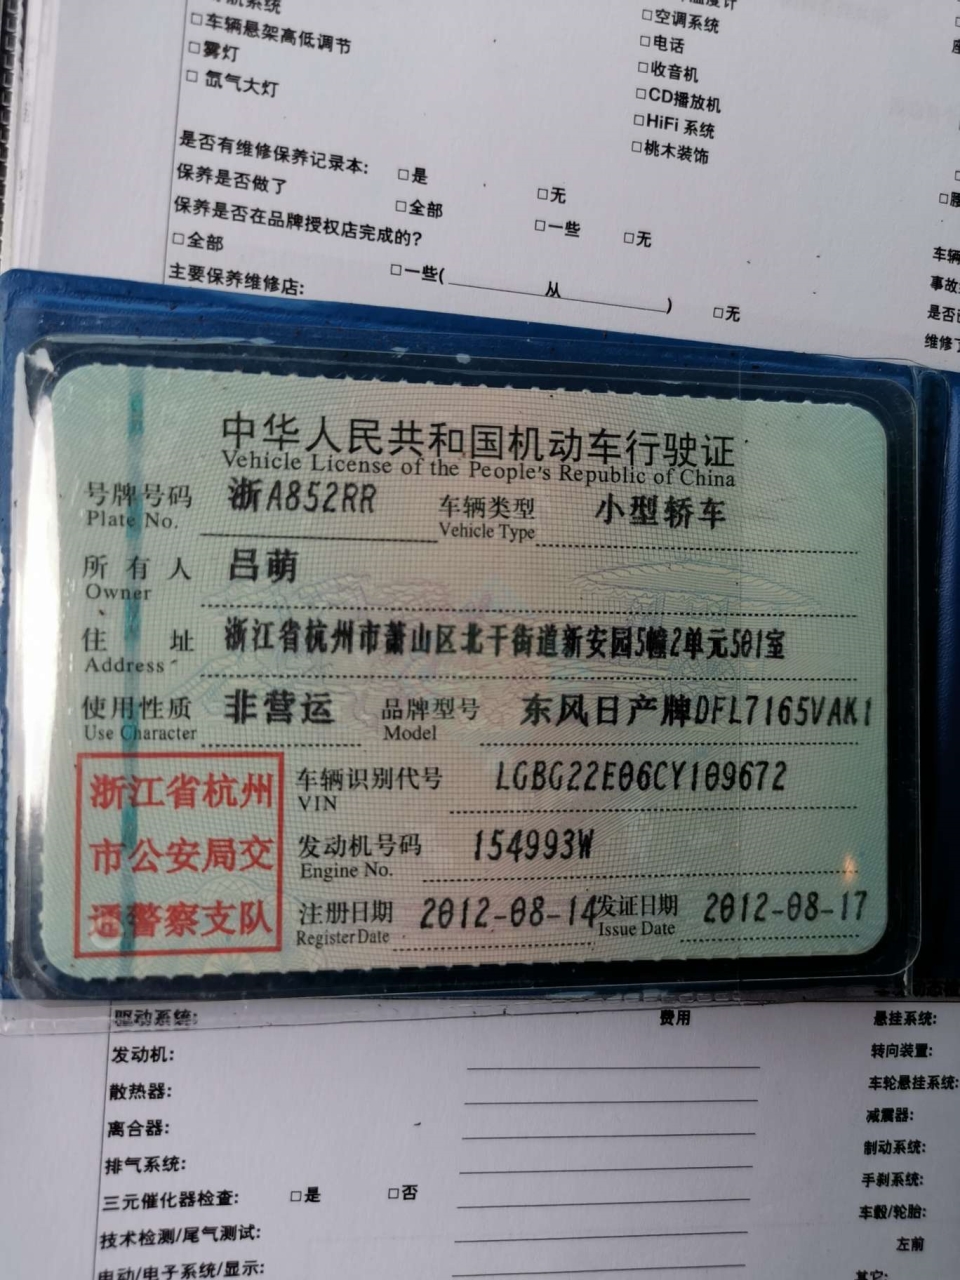 □车辆悬架高低调节
□雾灯
□ 氙气大灯
□空调系统
□电话
□收音机
□CD播放机
□HiFi 系统
□桃木装饰
是否有维修保养记录本: □是 □无
保养是否做了 □全部 □一些 □无
保养是否在品牌授权店完成的?
□全部 □一些( 从 ) □无
主要保养维修店:
车辆
事故
是否
维修
中华人民共和国机动车行驶证
Vehicle License of the People's Republic of China
号牌号码 浙A852RR 车辆类型 小型轿车
Plate No. Vehicle Type
所有人 吕萌
Owner
住址 浙江省杭州市萧山区北干街道新安园5幢2单元501室
Address
使用性质 非营运 品牌型号 东风日产牌DFL7165VAK1
Use Character Model
浙江省杭州
市公安局交
通警察支队
车辆识别代号 LGBG22E06CY109672
VIN
发动机号码 154993W
Engine No.
注册日期 2012-08-14 发证日期 2012-08-17
Register Date Issue Date
驱动系统: 费用 悬挂系统:
发动机: 转向装置:
散热器: 车轮悬挂系统:
离合器: 减震器:
排气系统: 制动系统:
三元催化器检查: □是 □否 手刹系统:
技术检测/尾气测试: 车毂/轮胎:
电动/电子系统/显示: 左前
其它: